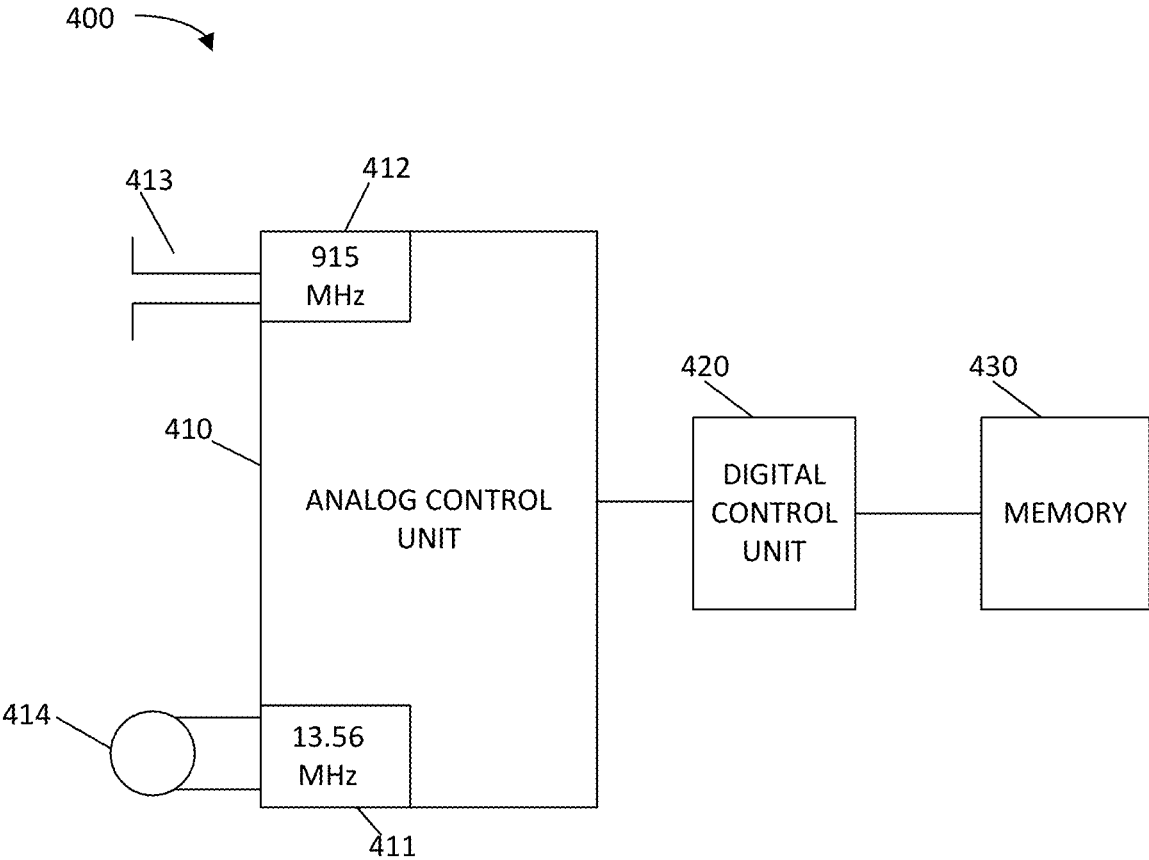 400
413
412
915
MHz
410
ANALOG CONTROL
UNIT
420
DIGITAL
CONTROL
UNIT
430
MEMORY
414
13.56
MHz
411